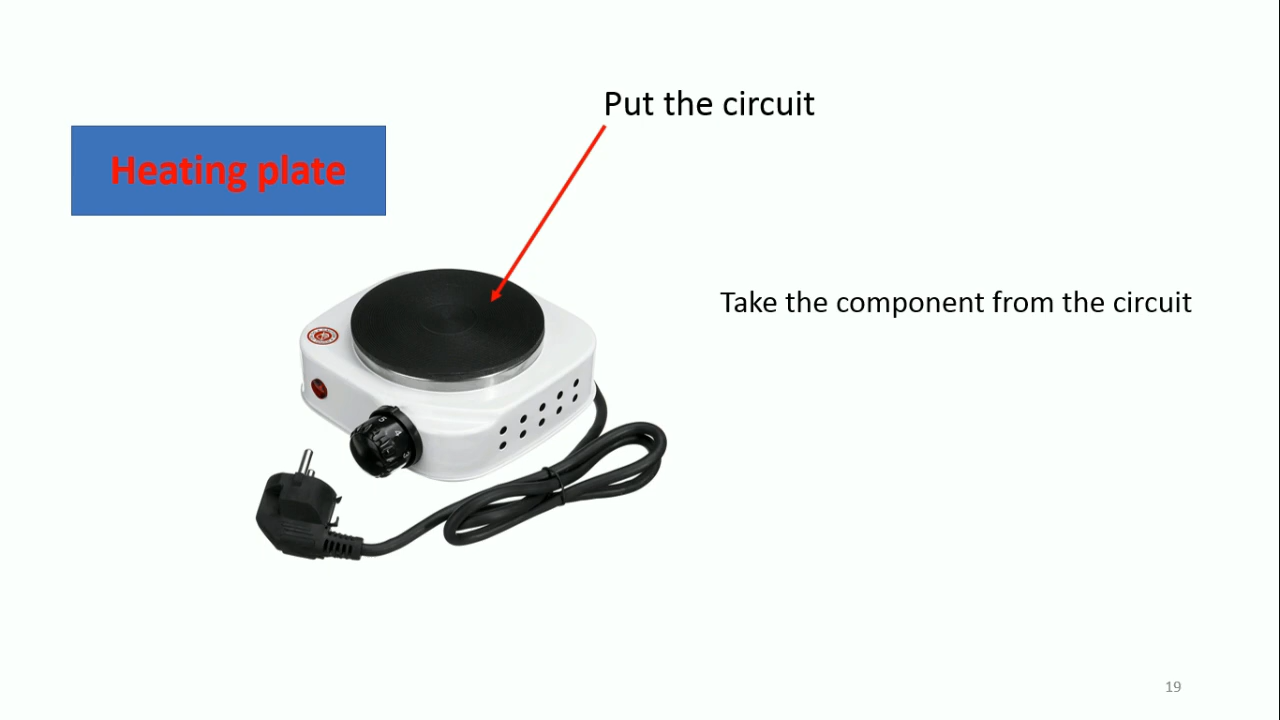 Put the circuit
Heating plate
Take the component from the circuit
19